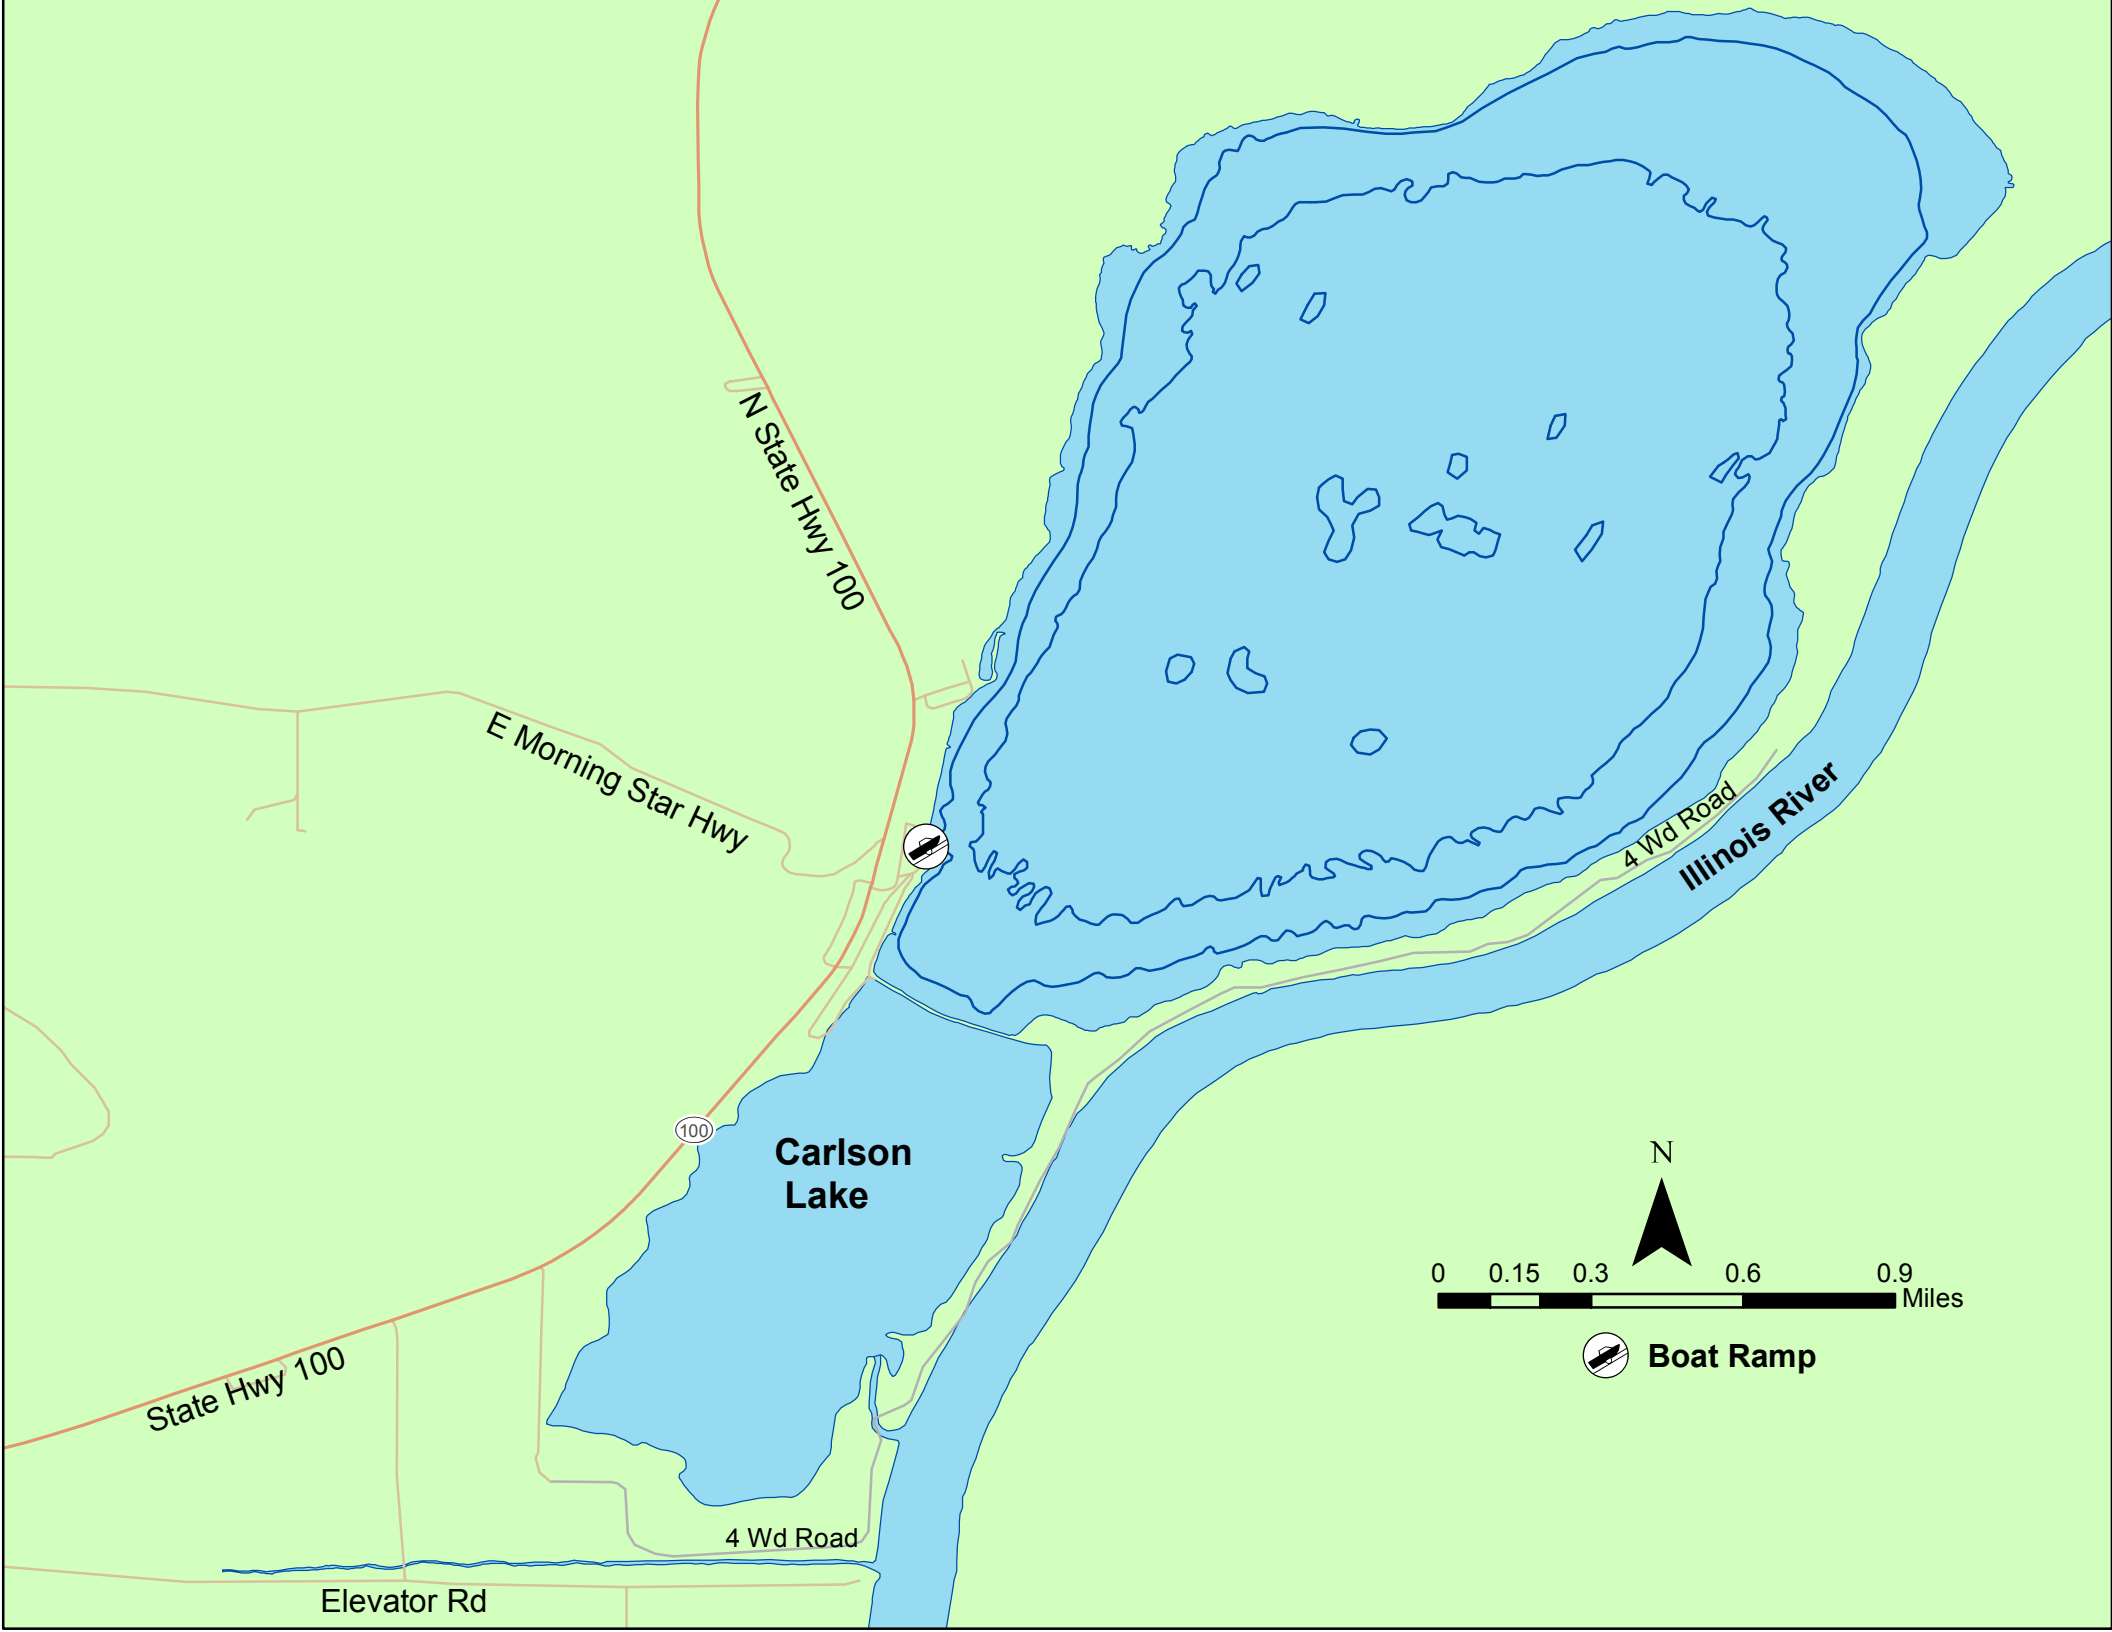 N State Hwy 100
E Morning Star Hwy
4 Wd Road
Illinois River
100
Carlson
Lake
N
0 0.15 0.3 0.6 0.9
Miles
Boat Ramp
State Hwy 100
4 Wd Road
Elevator Rd